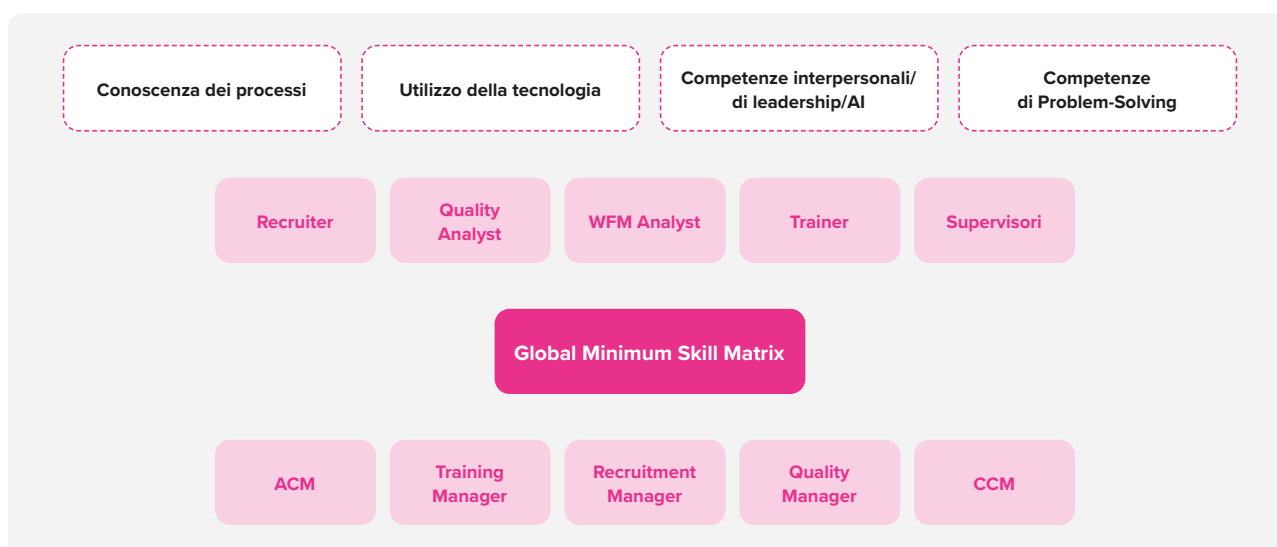 Conoscenza dei processi
Utilizzo della tecnologia
Competenze interpersonali/
di leadership/AI
Competenze
di Problem-Solving
Recruiter
Quality
Analyst
WFM Analyst
Trainer
Supervisori
Global Minimum Skill Matrix
ACM
Training
Manager
Recruitment
Manager
Quality
Manager
CCM